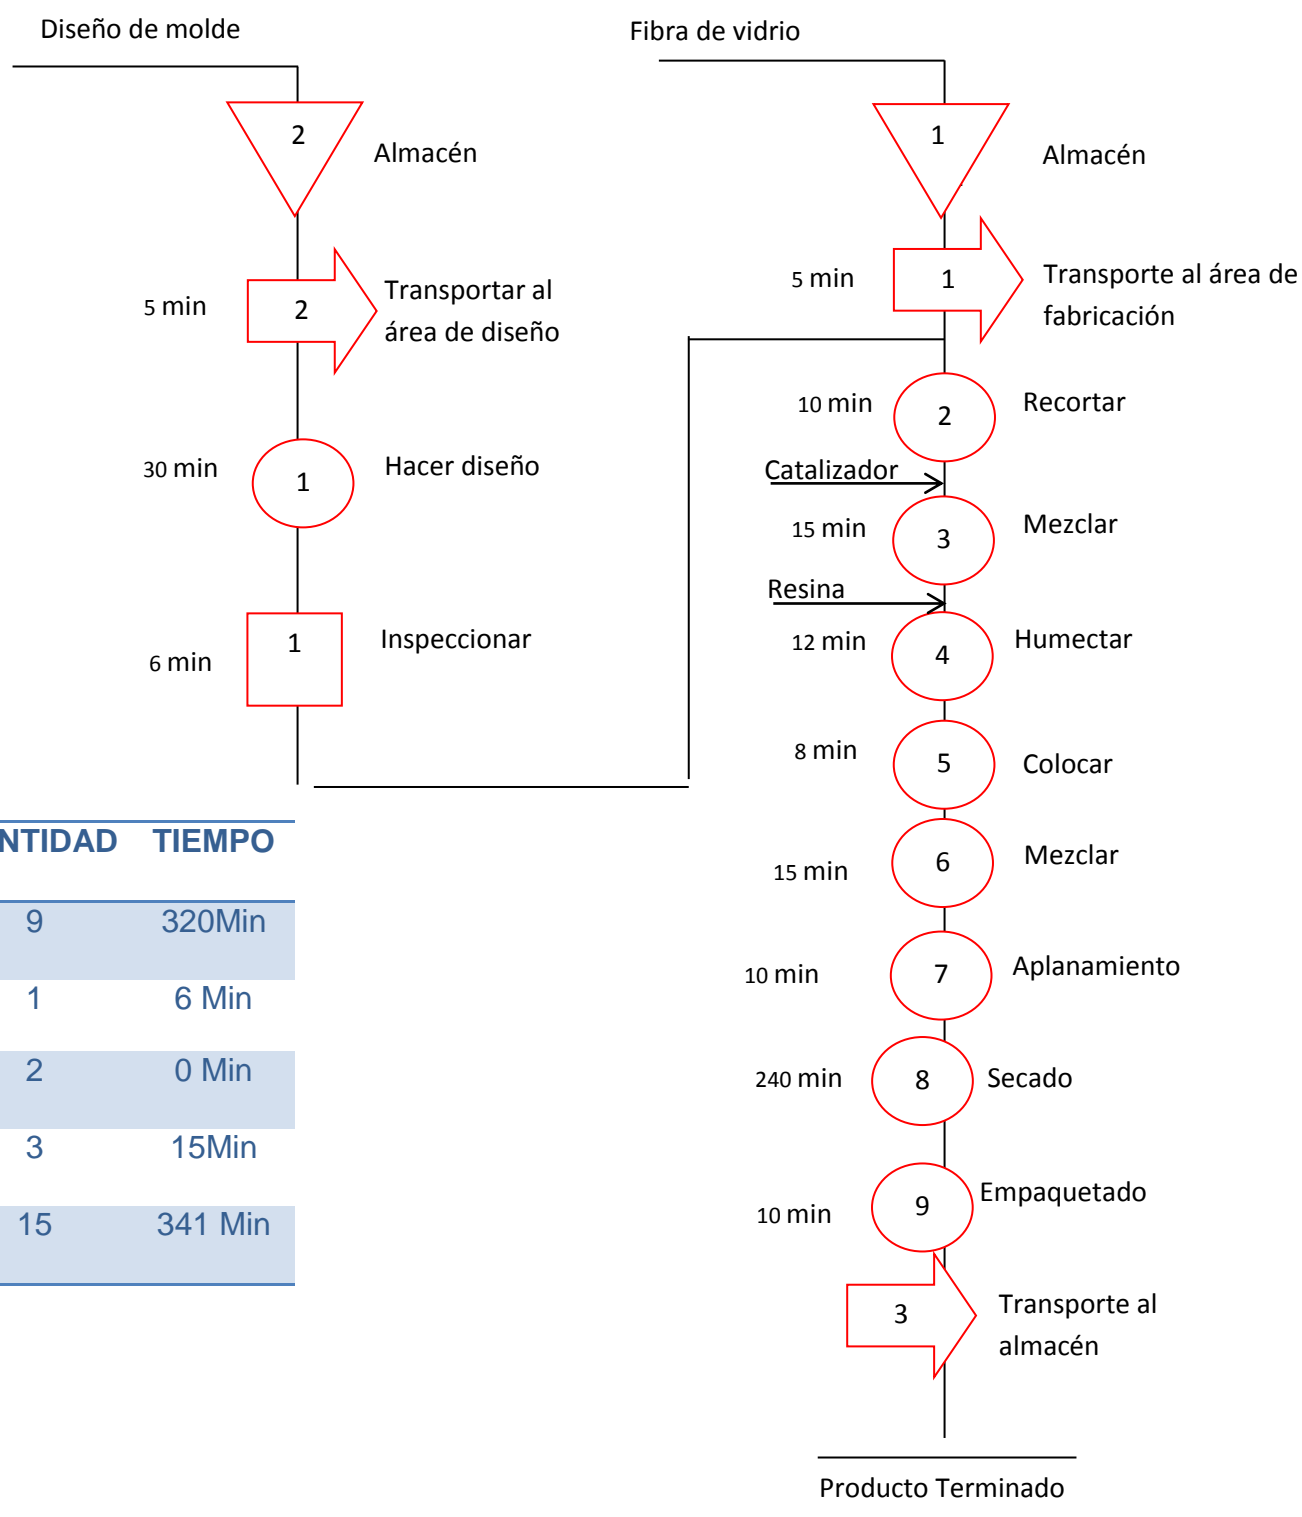 Diseño de molde
2
Almacén
5 min
2
Transportar al
área de diseño
30 min
1
Hacer diseño
6 min
1
Inspeccionar
Fibra de vidrio
1
Almacén
5 min
1
Transporte al área de
fabricación
10 min
2
Recortar
Catalizador
15 min
3
Mezclar
Resina
12 min
4
Humectar
8 min
5
Colocar
15 min
6
Mezclar
10 min
7
Aplanamiento
240 min
8
Secado
10 min
9
Empaquetado
3
Transporte al
almacén
Producto Terminado
NTIDAD TIEMPO
9 320Min
1 6 Min
2 0 Min
3 15Min
15 341 Min